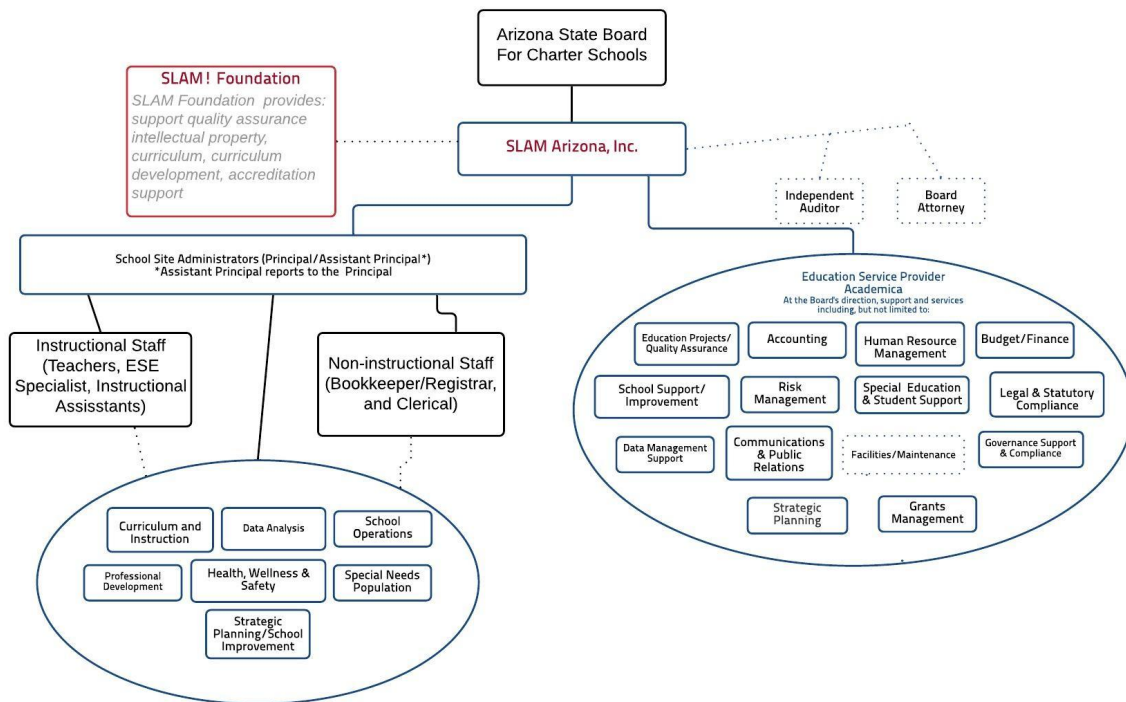 Arizona State Board
For Charter Schools
SLAM! Foundation
SLAM Foundation provides:
support quality assurance
intellectual property,
curriculum, curriculum
development, accreditation
support
SLAM Arizona, Inc.
Independent
Auditor
Board
Attorney
School Site Administrators (Principal/Assistant Principal*)
*Assistant Principal reports to the Principal
Instructional Staff
(Teachers, ESE
Specialist, Instructional
Assisstants)
Non-instructional Staff
(Bookkeeper/Registrar,
and Clerical)
Curriculum and
Instruction
Data Analysis
School
Operations
Professional
Development
Health, Wellness &
Safety
Special Needs
Population
Strategic
Planning/School
Improvement
Education Service Provider
Academica
At the Board's direction, support and services
including, but not limited to:
Education Projects/
Quality Assurance
Accounting
Human Resource
Management
Budget/Finance
School Support/
Improvement
Risk
Management
Special Education
& Student Support
Legal & Statutory
Compliance
Data Management
Support
Communications
& Public
Relations
Facilities/Maintenance
Governance Support
& Compliance
Strategic
Planning
Grants
Management